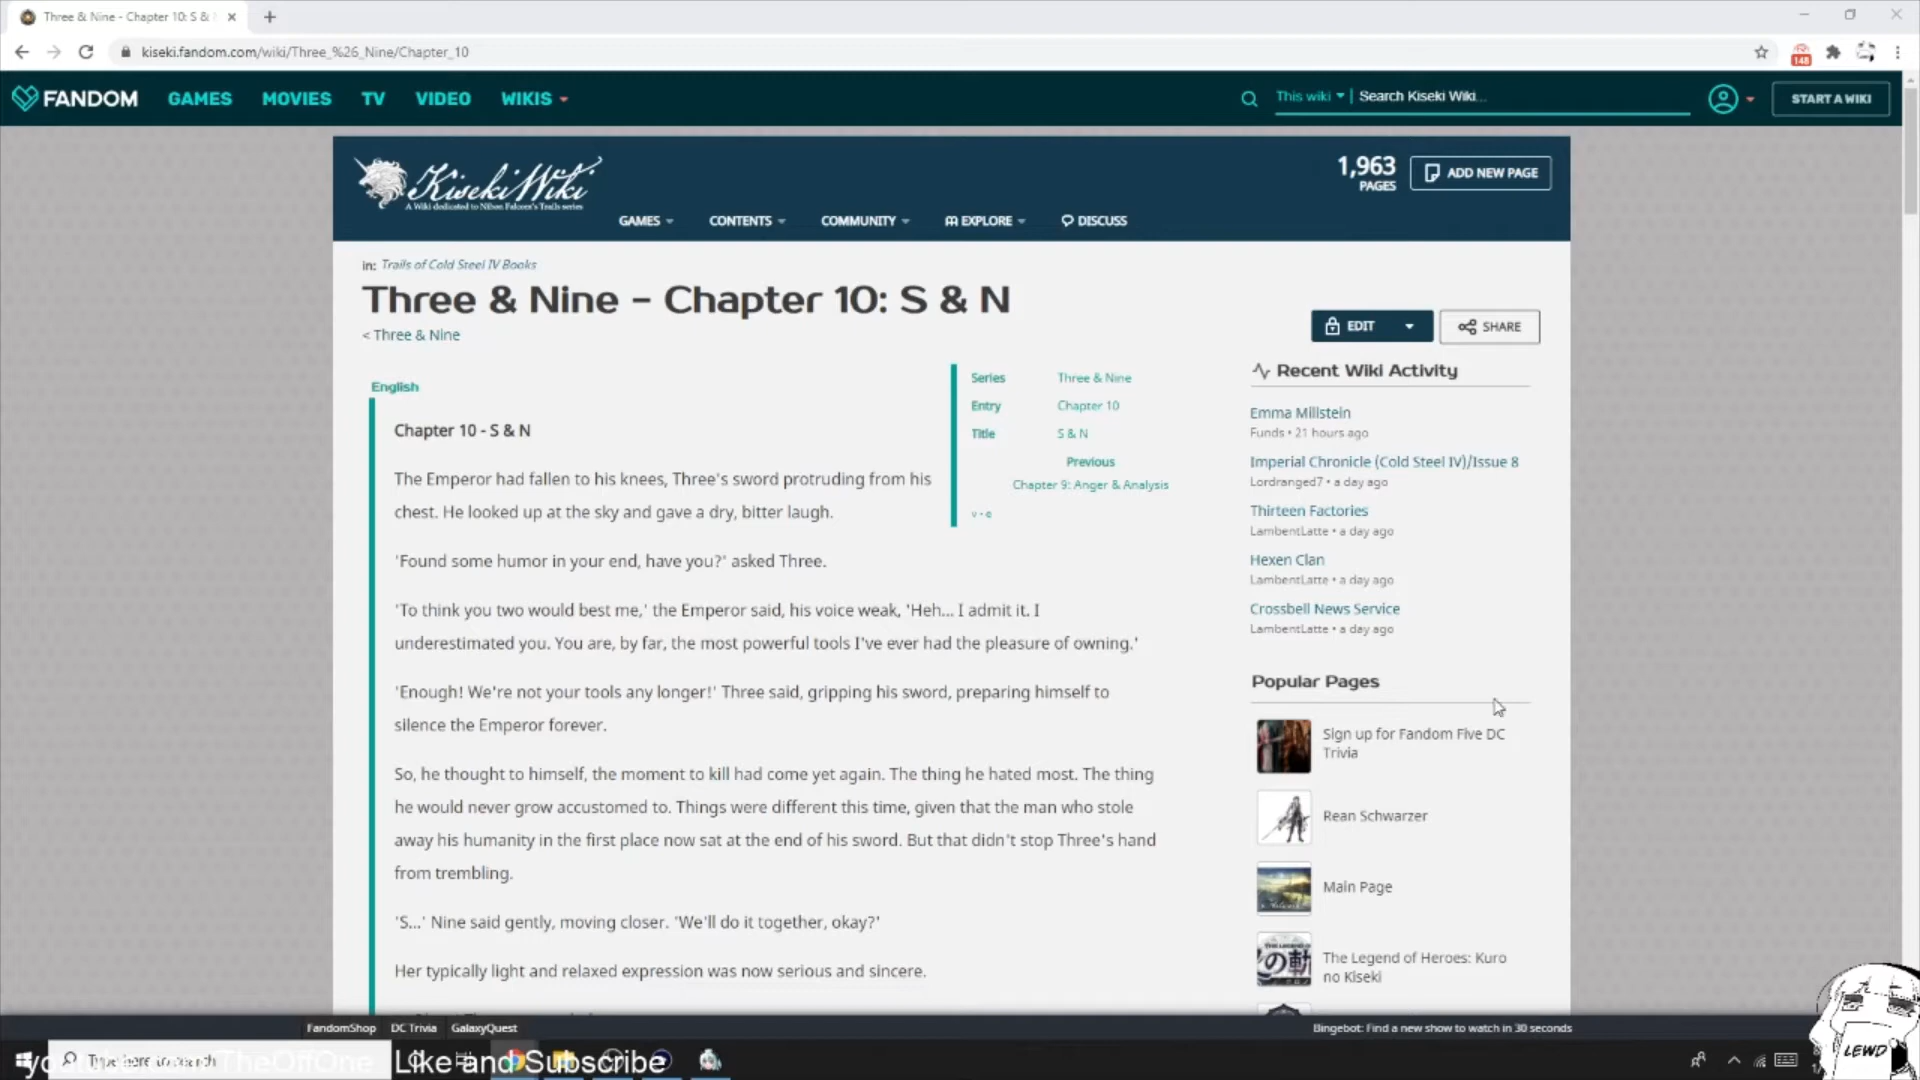 Three & Nine - Chapter 10: S &
kiseki.fandom.com/wiki/Three_%26_Nine/Chapter_10
148
FANDOM
GAMES
MOVIES
TV
VIDEO
WIKIS
This wiki
Search Kiseki Wiki...
START A WIKI
Kiseki Wiki
A Wiki dedicated to Nihon Falcom's Trails series
1,963
PAGES
ADD NEW PAGE
GAMES
CONTENTS
COMMUNITY
EXPLORE
DISCUSS
in: Trails of Cold Steel IV Books
Three & Nine – Chapter 10: S & N
< Three & Nine
EDIT
SHARE
English
Chapter 10 - S & N
The Emperor had fallen to his knees, Three's sword protruding from his
chest. He looked up at the sky and gave a dry, bitter laugh.
'Found some humor in your end, have you?' asked Three.
'To think you two would best me,' the Emperor said, his voice weak, 'Heh... I admit it. I
underestimated you. You are, by far, the most powerful tools I've ever had the pleasure of owning.'
'Enough! We're not your tools any longer!' Three said, gripping his sword, preparing himself to
silence the Emperor forever.
So, he thought to himself, the moment to kill had come yet again. The thing he hated most. The thing
he would never grow accustomed to. Things were different this time, given that the man who stole
away his humanity in the first place now sat at the end of his sword. But that didn't stop Three's hand
from trembling.
'S...' Nine said gently, moving closer. 'We'll do it together, okay?'
Her typically light and relaxed expression was now serious and sincere.
Series Three & Nine
Entry Chapter 10
Title S & N
Previous
Chapter 9: Anger & Analysis
v · e
Recent Wiki Activity
Emma Millstein
Funds • 21 hours ago
Imperial Chronicle (Cold Steel IV)/Issue 8
Lordranged7 • a day ago
Thirteen Factories
LambentLatte • a day ago
Hexen Clan
LambentLatte • a day ago
Crossbell News Service
LambentLatte • a day ago
Popular Pages
Sign up for Fandom Five DC
Trivia
Rean Schwarzer
Main Page
The Legend of Heroes: Kuro
no Kiseki
FandomShop
DC Trivia
GalaxyQuest
Bingebot: Find a new show to watch in 30 seconds
Type here to search
TheOffOne
Like and Subscribe
LEWD